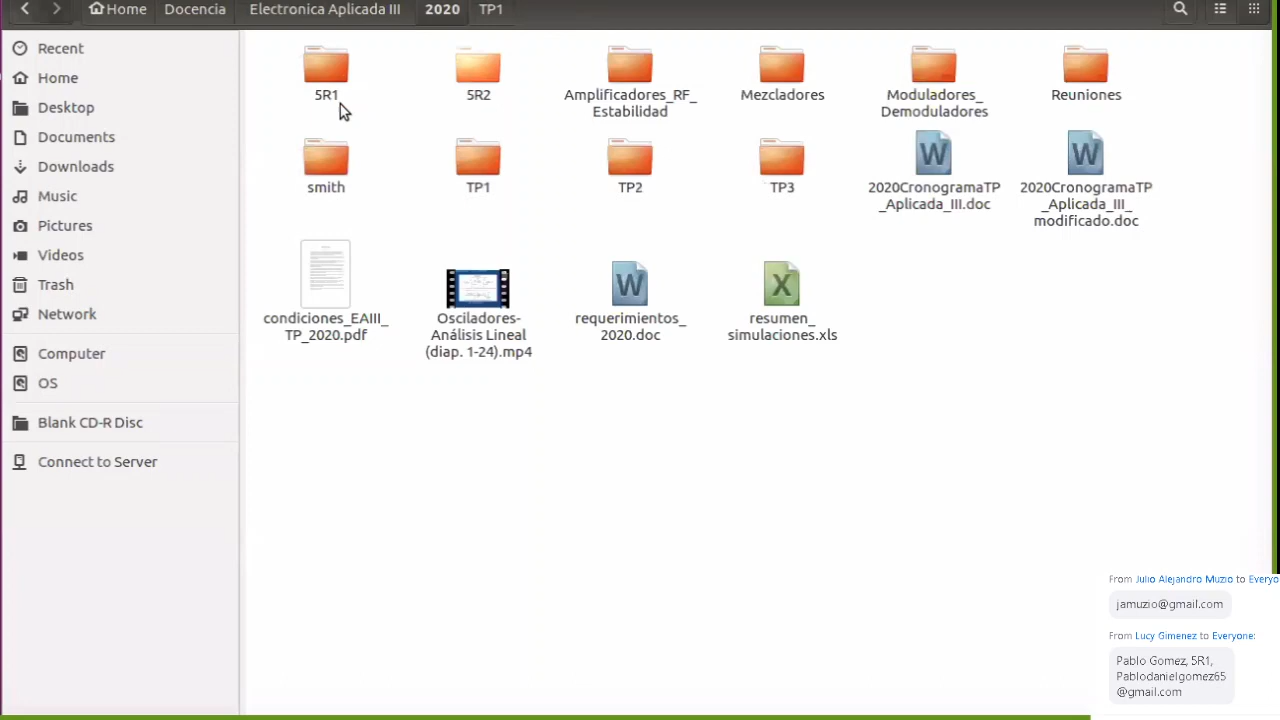 Home Docencia Electronica Aplicada III 2020 TP1
Recent
Home
Desktop
Documents
Downloads
Music
Pictures
Videos
Trash
Network
Computer
OS
Blank CD-R Disc
Connect to Server
5R1
5R2
Amplificadores_RF_
Estabilidad
Mezcladores
Moduladores_
Demoduladores
Reuniones
smith
TP1
TP2
TP3
2020CronogramaTP
_Aplicada_III.doc
2020CronogramaTP
_Aplicada_III_
modificado.doc
condiciones_EAIII_
TP_2020.pdf
Osciladores-
Análisis Lineal
(diap. 1-24).mp4
requerimientos_
2020.doc
resumen_
simulaciones.xls
From Julio Alejandro Muzio to Everyo
jamuzio@gmail.com
From Lucy Gimenez to Everyone:
Pablo Gomez, 5R1,
Pablodanielgomez65
@gmail.com